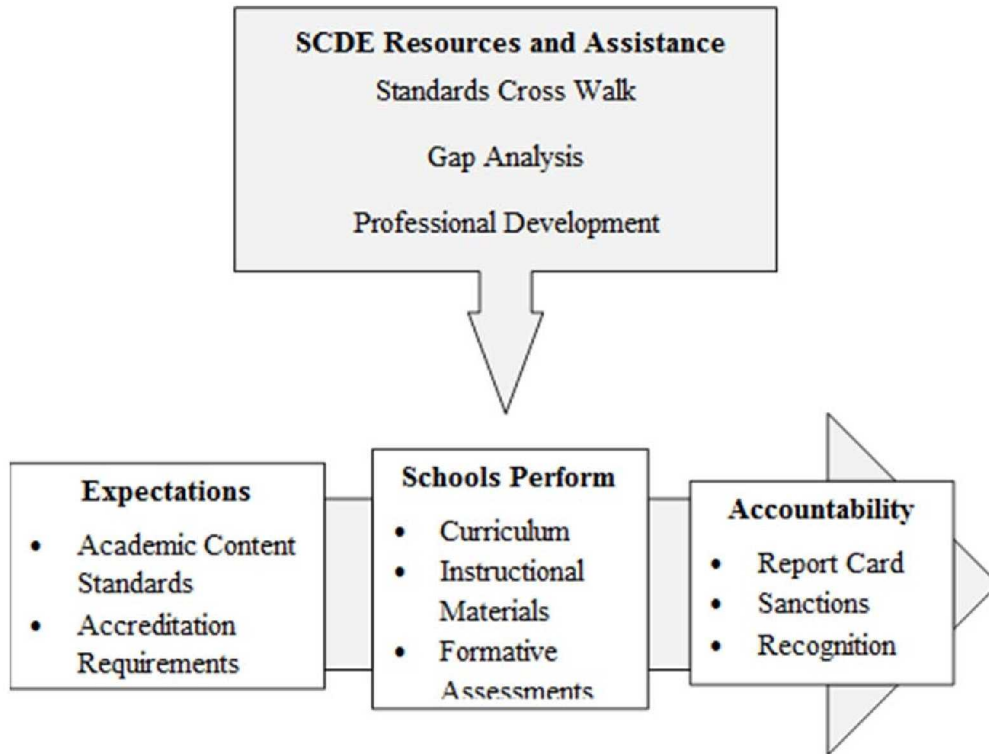 SCDE Resources and Assistance
Standards Cross Walk
Gap Analysis
Professional Development
Expectations
• Academic Content
Standards
• Accreditation
Requirements
Schools Perform
• Curriculum
• Instructional
Materials
• Formative
Assessments
Accountability
• Report Card
• Sanctions
• Recognition